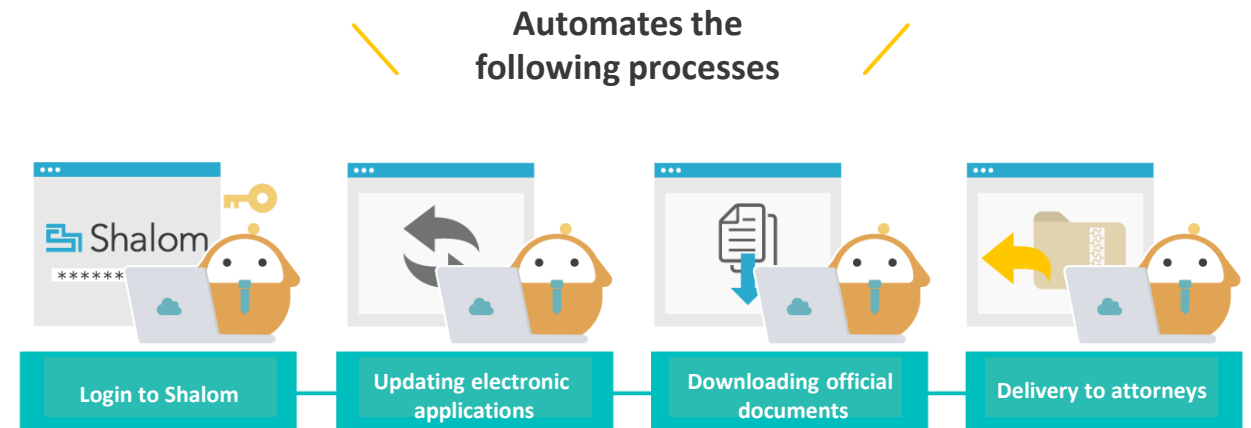 Automates the
following processes
Shalom
******
Login to Shalom
Updating electronic
applications
Downloading official
documents
Delivery to attorneys